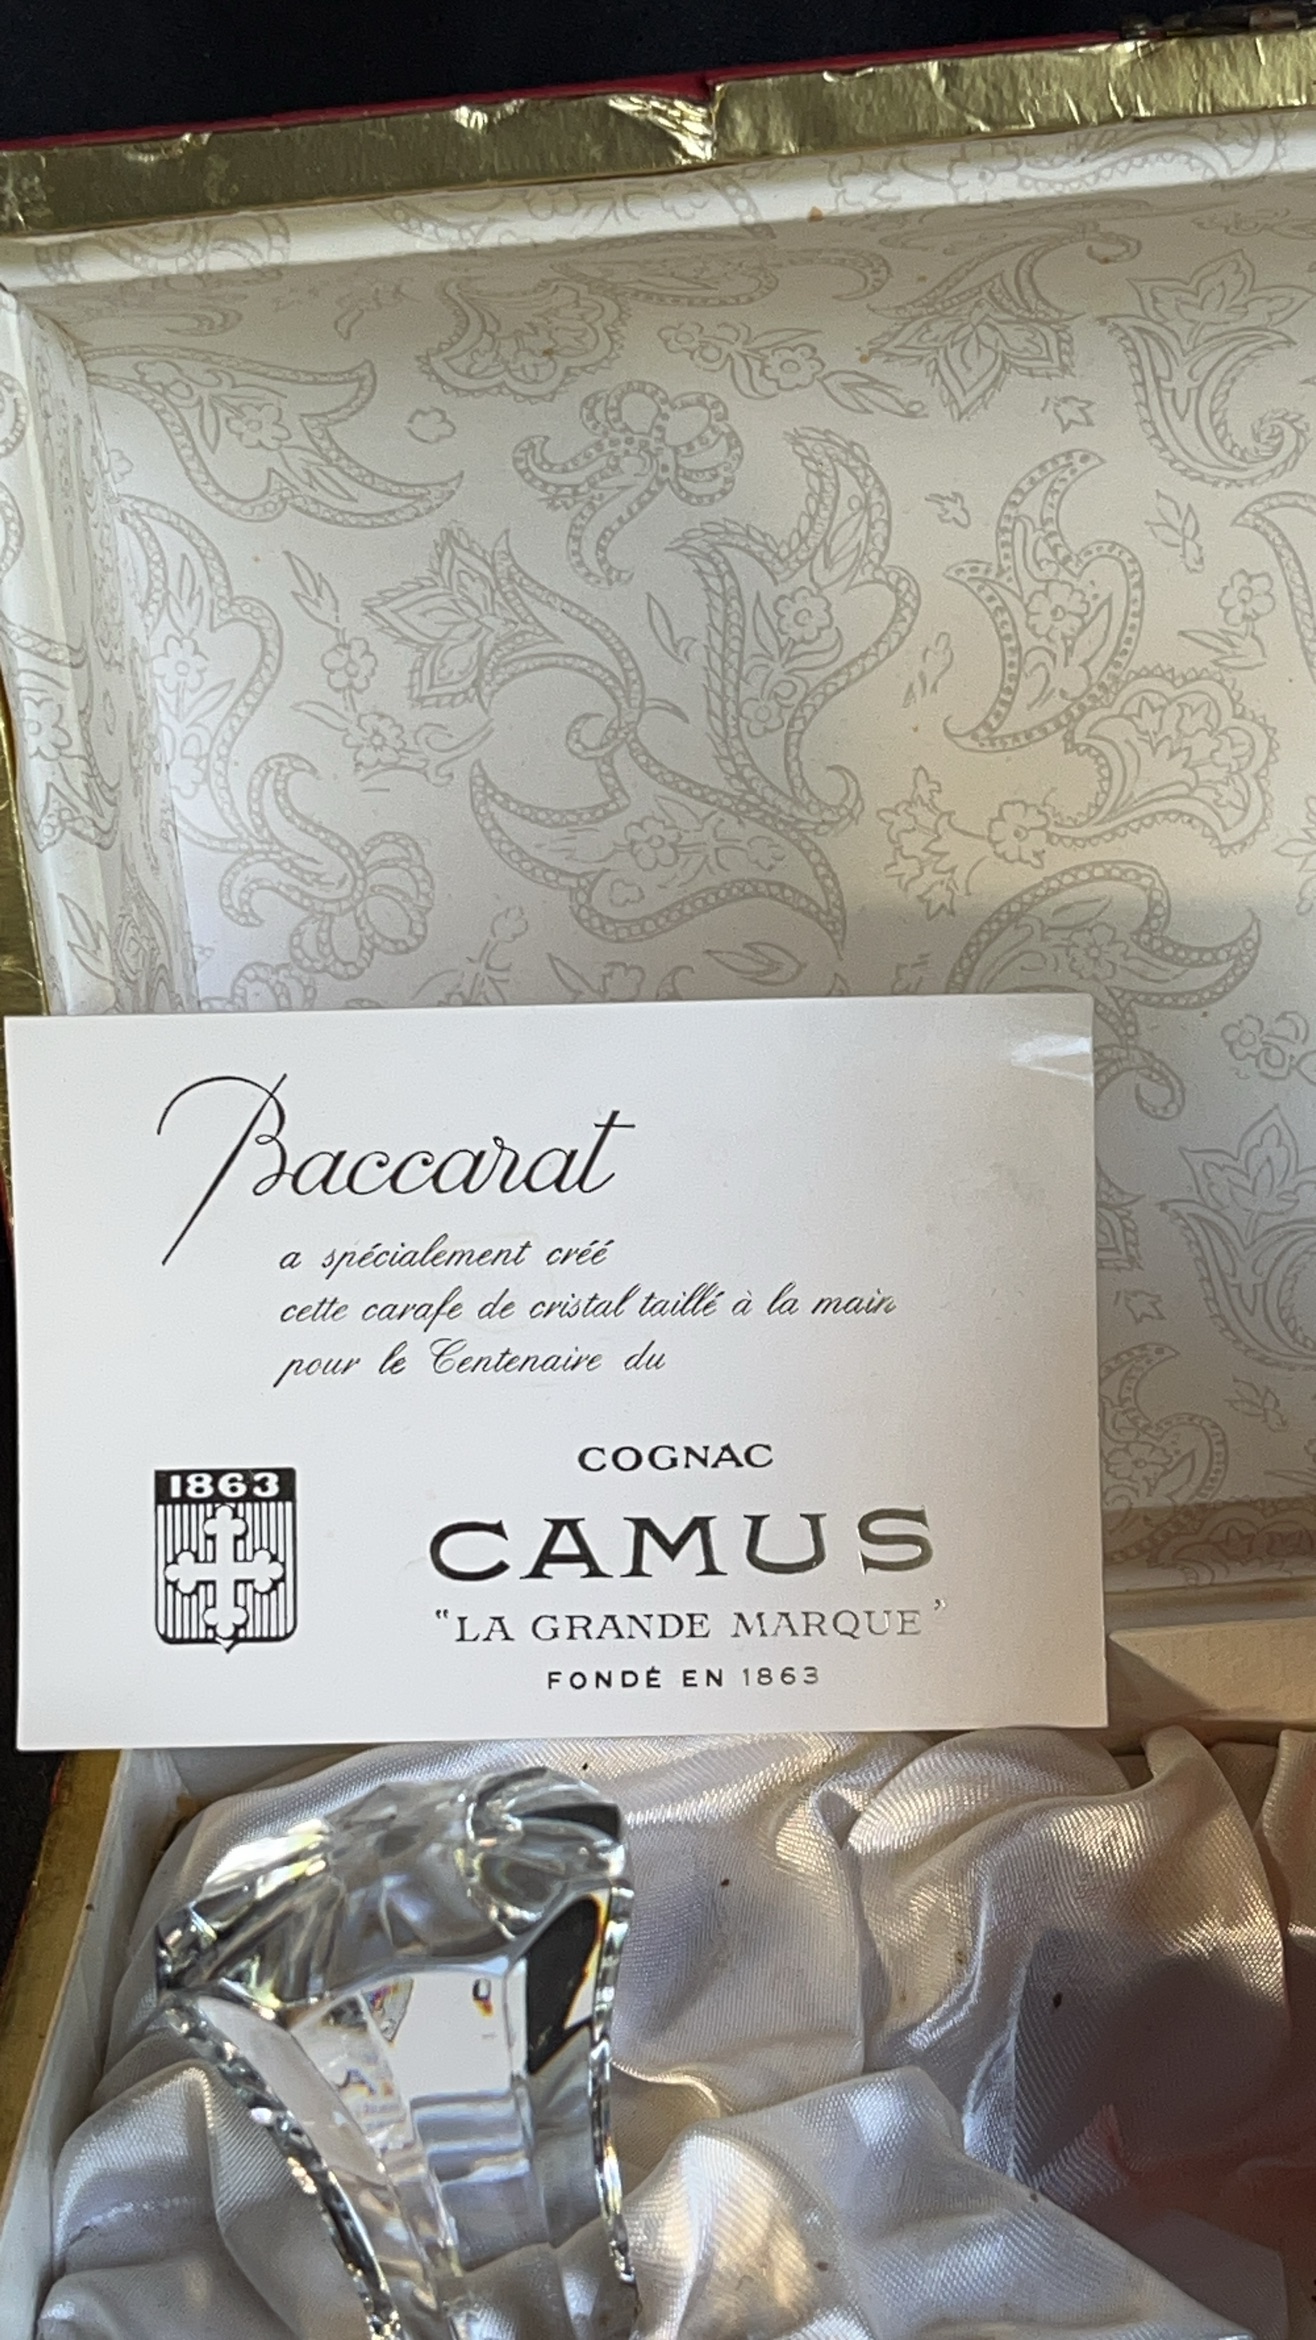 Baccarat
a spécialement créé
cette carafe de cristal taillé à la main
pour le Centenaire du
COGNAC
1863
CAMUS
"LA GRANDE MARQUE"
FONDÉ EN 1863